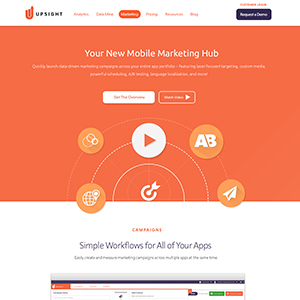 CUSTOMER LOGIN
UPSIGHT
Analytics Data Mine Marketing Pricing Resources Blog
Request a Demo
Your New Mobile Marketing Hub
Quickly launch data-driven marketing campaigns across your entire app portfolio – featuring laser-focused targeting, custom media,
powerful scheduling, A/B testing, language localization, and more!
Get The Overview
Watch Video
AB
CAMPAIGNS
Simple Workflows for All of Your Apps
Easily create and measure marketing campaigns across multiple apps at the same time.